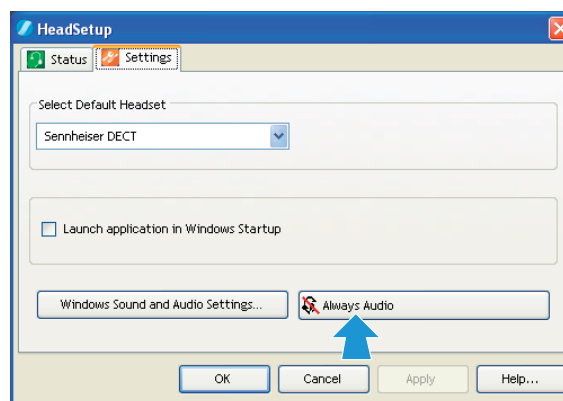 HeadSetup
Status Settings
Select Default Headset
Sennheiser DECT
Launch application in Windows Startup
Windows Sound and Audio Settings... Always Audio
OK Cancel Apply Help...